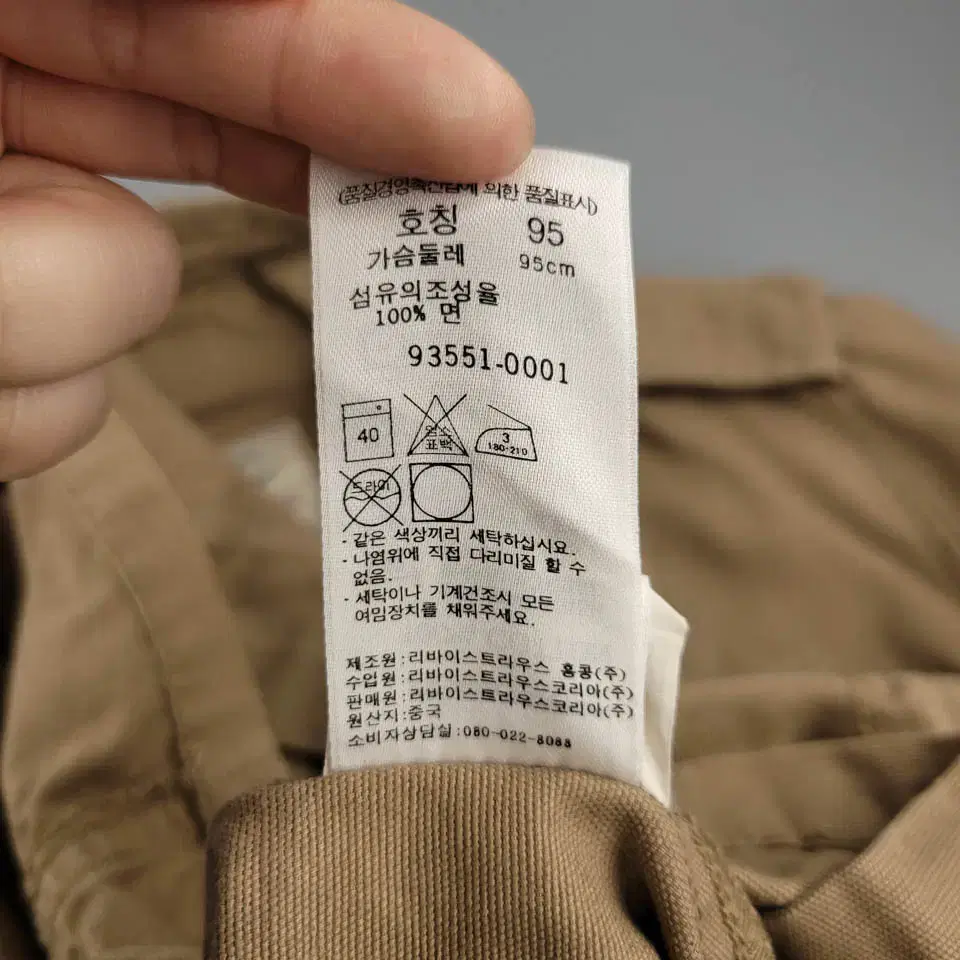 (품질경영촉진법에 의한 품질표시)
호칭 95
가슴둘레 95cm
섬유의조성율
100% 면
93551-0001
40
염소
표백
3
180-210
드라이
- 같은 색상끼리 세탁하십시요.
- 나염위에 직접 다리미질 할 수
없음.
- 세탁이나 기계건조시 모든
여밈장치를 채워주세요.
제조원:리바이스트라우스 홍콩(주)
수입원:리바이스트라우스코리아(주)
판매원:리바이스트라우스코리아(주)
원산지:중국
소비자상담실:080-022-8088